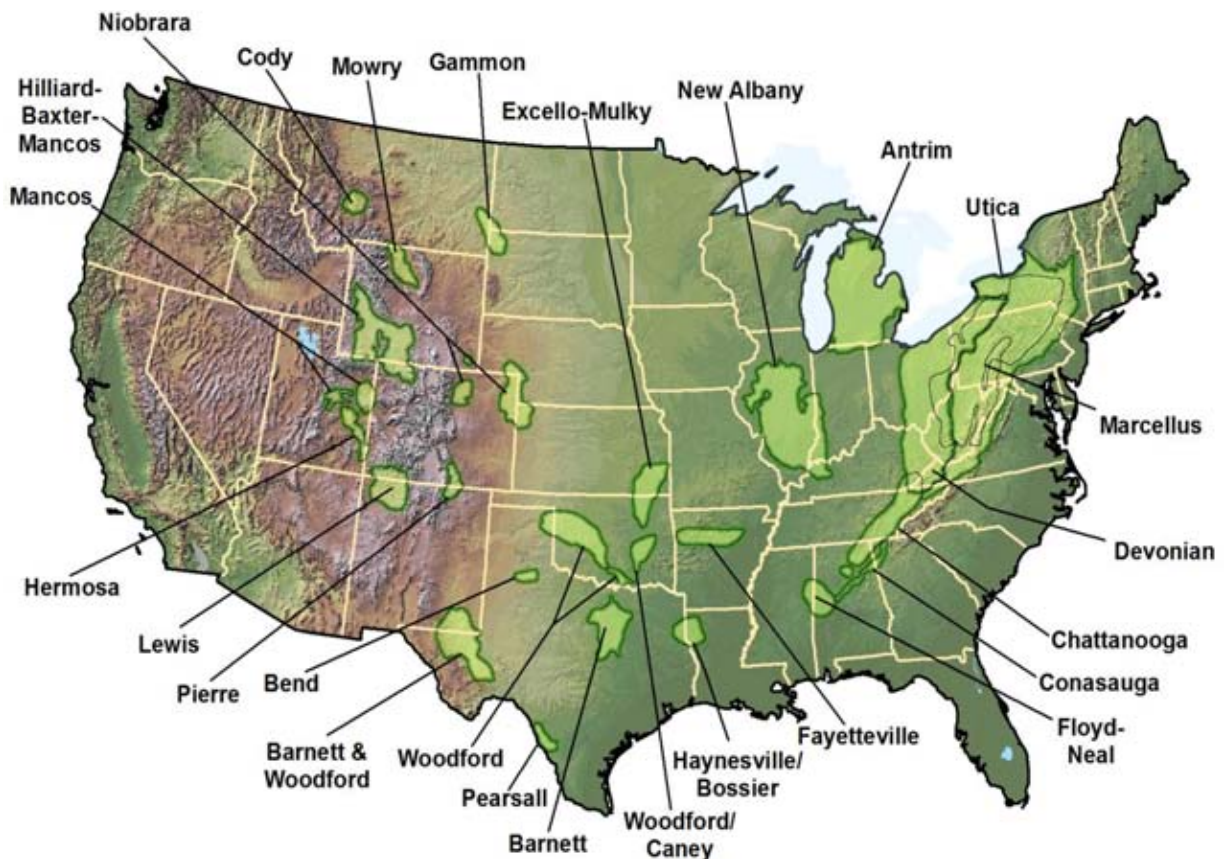 Niobrara
Cody
Mowry
Gammon
Hilliard-
Baxter-
Mancos
Excello-Mulky
New Albany
Antrim
Mancos
Utica
Marcellus
Devonian
Hermosa
Lewis
Chattanooga
Pierre
Bend
Conasauga
Barnett &
Woodford
Woodford
Pearsall
Barnett
Woodford/
Caney
Haynesville/
Bossier
Fayetteville
Floyd-
Neal